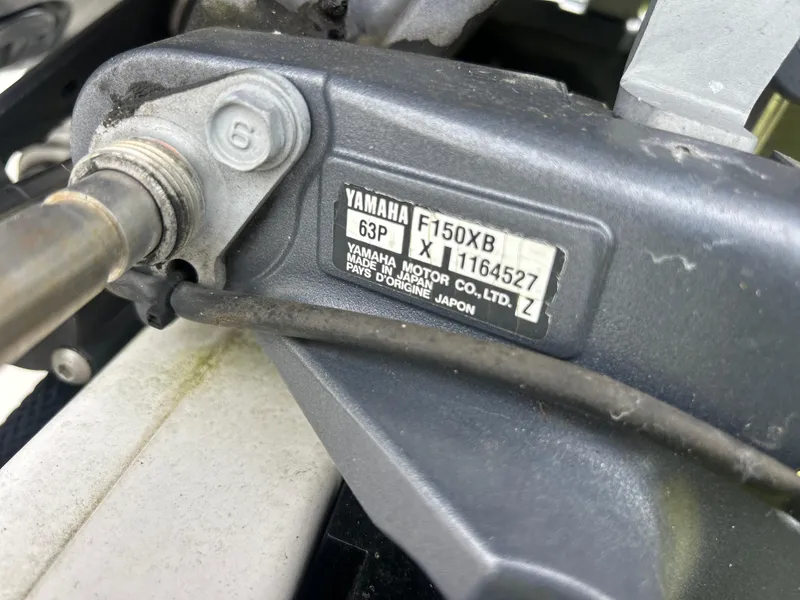 6
YAMAHA F150XB
63P X 1164527
YAMAHA MOTOR CO., LTD.
MADE IN JAPAN
PAYS D'ORIGINE JAPON Z